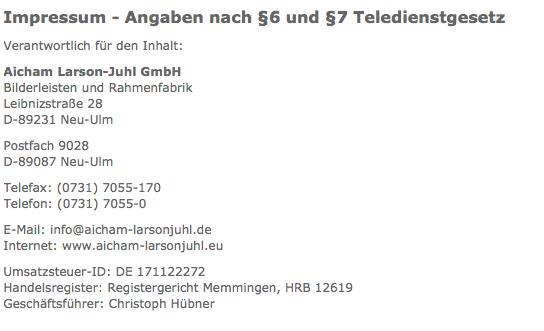 Impressum - Angaben nach §6 und §7 Teledienstgesetz
Verantwortlich für den Inhalt:
Aicham Larson-Juhl GmbH
Bilderleisten und Rahmenfabrik
Leibnizstraße 28
D-89231 Neu-Ulm
Postfach 9028
D-89087 Neu-Ulm
Telefax: (0731) 7055-170
Telefon: (0731) 7055-0
E-Mail: info@aicham-larsonjuhl.de
Internet: www.aicham-larsonjuhl.eu
Umsatzsteuer-ID: DE 171122272
Handelsregister: Registergericht Memmingen, HRB 12619
Geschäftsführer: Christoph Hübner